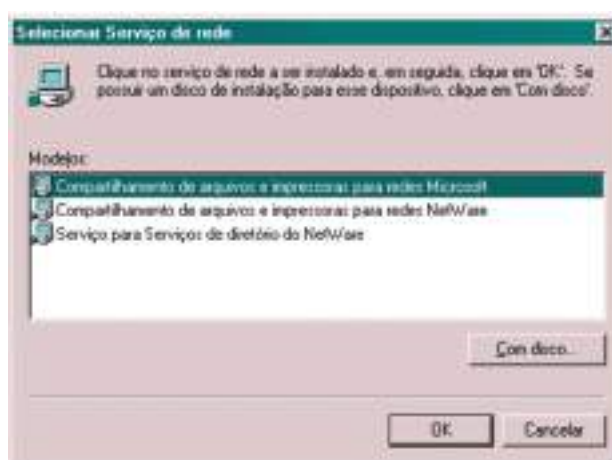 Selecionar Serviço de rede
Clique no serviço de rede a ser instalado e, em seguida, clique em 'OK'. Se
possuir um disco de instalação para esse dispositivo, clique em 'Com disco'.
Modelos:
Compartilhamento de arquivos e impressoras para redes Microsoft
Compartilhamento de arquivos e impressoras para redes NetWare
Serviço para Serviços de diretório do NetWare
Com disco...
OK
Cancelar